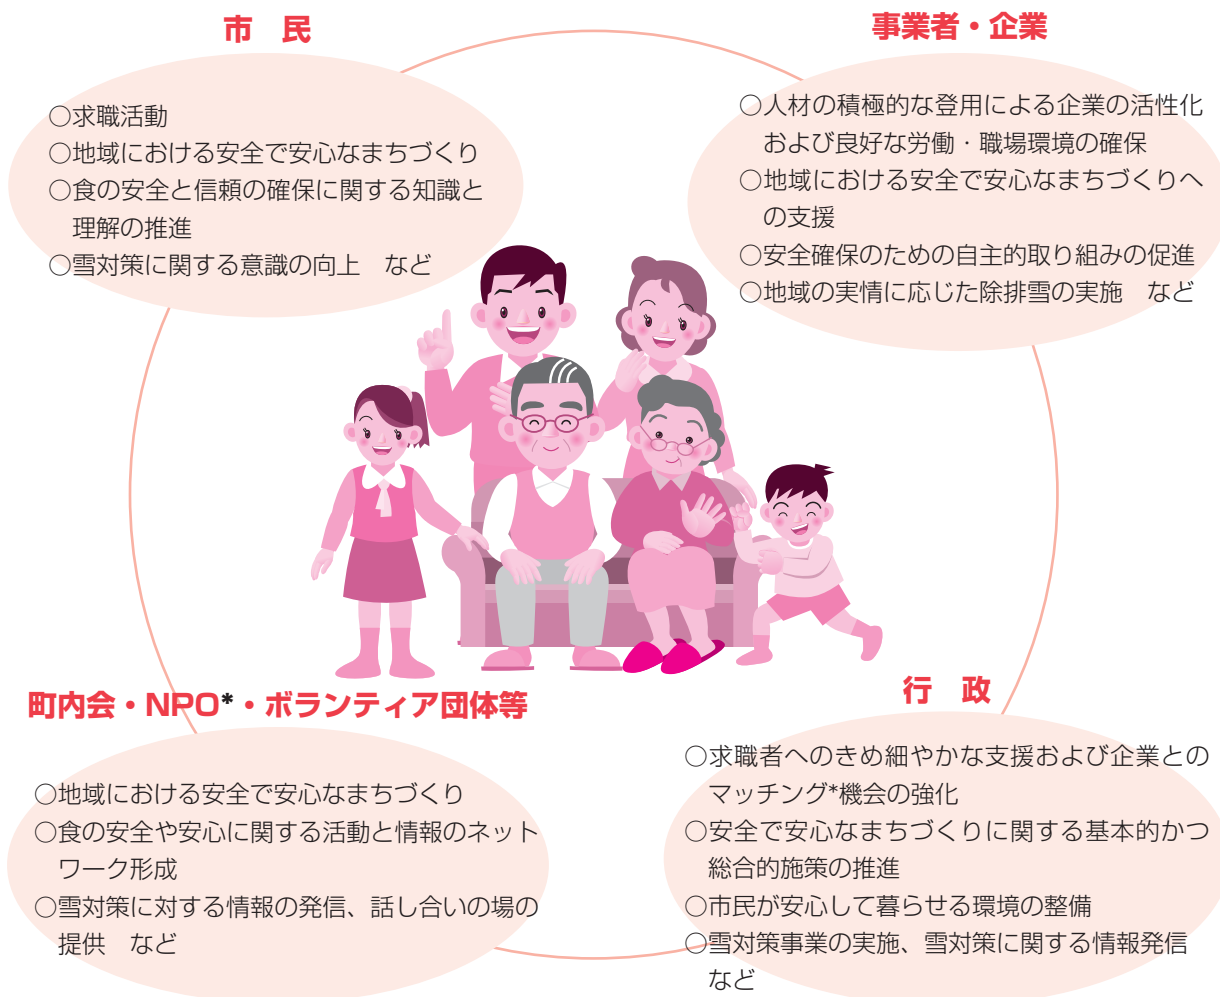 市　民
○求職活動
○地域における安全で安心なまちづくり
○食の安全と信頼の確保に関する知識と
理解の推進
○雪対策に関する意識の向上　など
事業者・企業
○人材の積極的な登用による企業の活性化
および良好な労働・職場環境の確保
○地域における安全で安心なまちづくりへ
の支援
○安全確保のための自主的取り組みの促進
○地域の実情に応じた除排雪の実施　など
町内会・NPO*・ボランティア団体等
○地域における安全で安心なまちづくり
○食の安全や安心に関する活動と情報のネット
ワーク形成
○雪対策に対する情報の発信、話し合いの場の
提供　など
行　政
○求職者へのきめ細やかな支援および企業との
マッチング*機会の強化
○安全で安心なまちづくりに関する基本的かつ
総合的施策の推進
○市民が安心して暮らせる環境の整備
○雪対策事業の実施、雪対策に関する情報発信
など